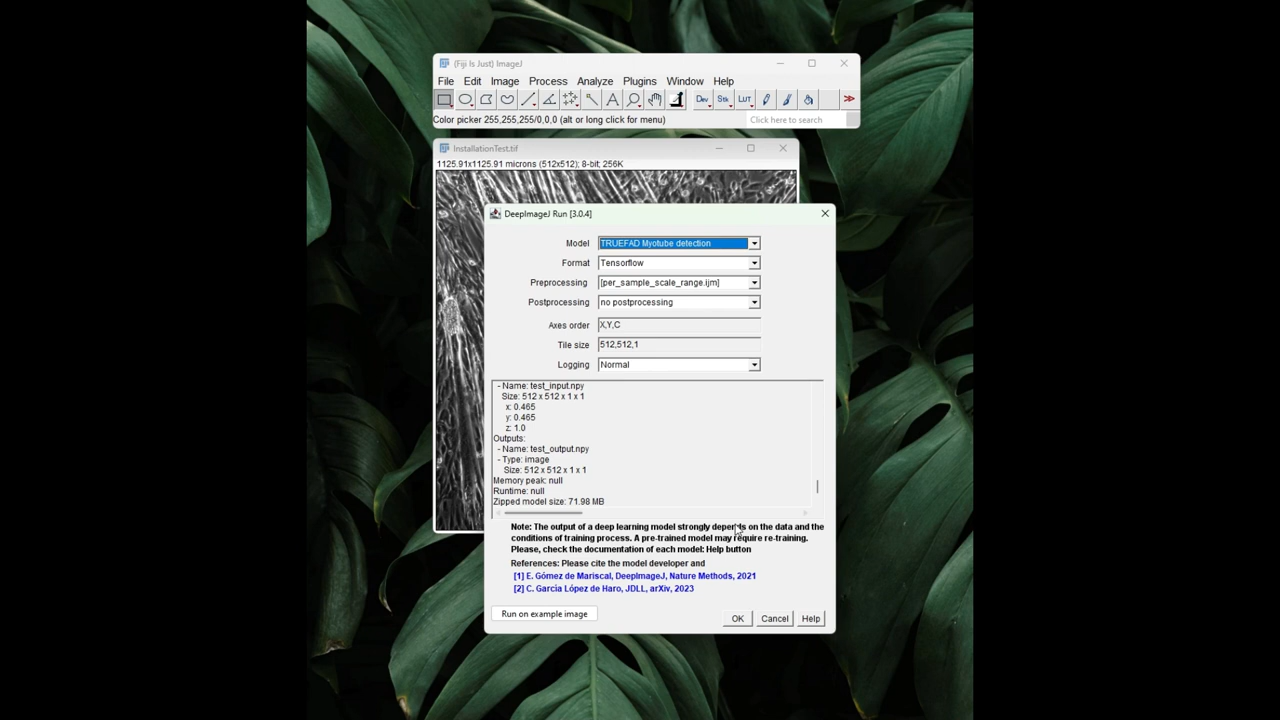 (Fiji Is Just) ImageJ
File Edit Image Process Analyze Plugins Window Help
Dev Stk LUT
Color picker 255,255,255/0,0,0 (alt or long click for menu) Click here to search
InstallationTest.tif
1125.91x1125.91 microns (512x512); 8-bit; 256K
DeepImageJ Run [3.0.4]
Model TRUEFAD Myotube detection
Format Tensorflow
Preprocessing [per_sample_scale_range.ijm]
Postprocessing no postprocessing
Axes order X,Y,C
Tile size 512,512,1
Logging Normal
- Name: test_input.npy
Size: 512 x 512 x 1 x 1
x: 0.465
y: 0.465
z: 1.0
Outputs:
- Name: test_output.npy
- Type: image
Size: 512 x 512 x 1 x 1
Memory peak: null
Runtime: null
Zipped model size: 71.98 MB
Note: The output of a deep learning model strongly depends on the data and the
conditions of training process. A pre-trained model may require re-training.
Please, check the documentation of each model: Help button
References: Please cite the model developer and
[1] E. Gómez de Mariscal, DeepImageJ, Nature Methods, 2021
[2] C. García López de Haro, JDLL, arXiv, 2023
Run on example image OK Cancel Help